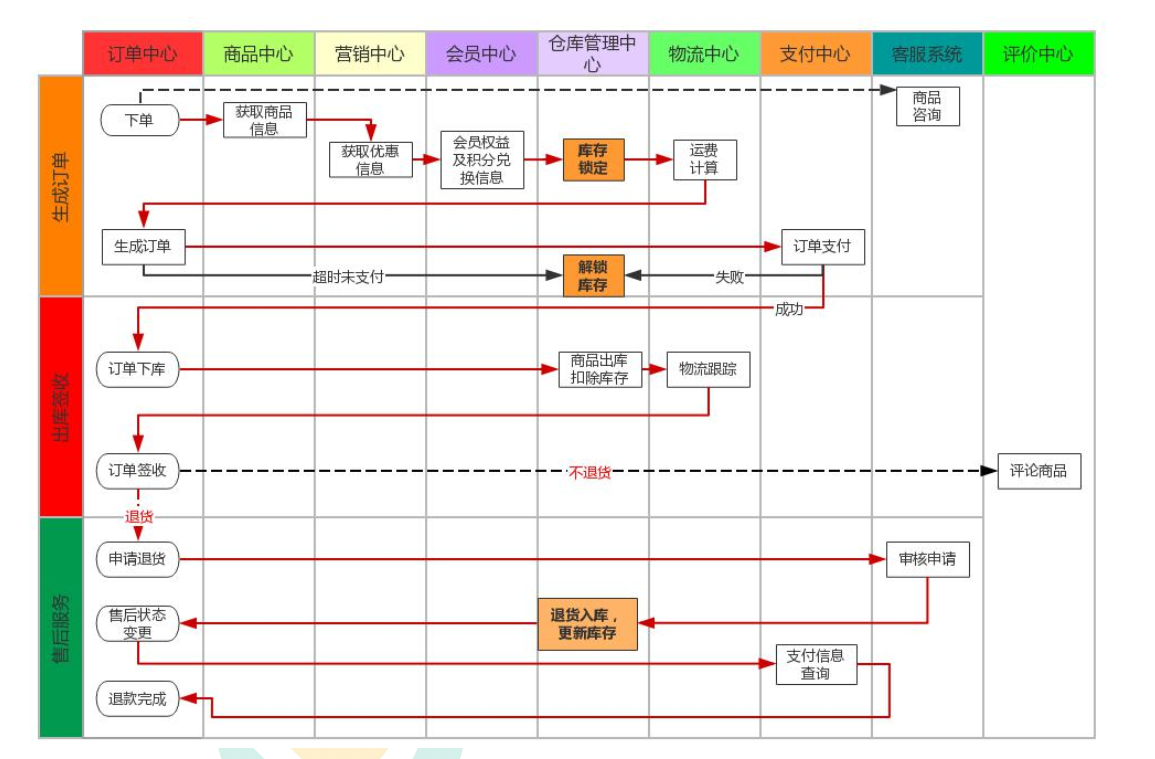 订单中心
商品中心
营销中心
会员中心
仓库管理中
心
物流中心
支付中心
客服系统
评价中心
生成订单
下单
获取商品
信息
获取优惠
信息
会员权益
及积分兑
换信息
库存
锁定
运费
计算
商品
咨询
生成订单
订单支付
超时未支付
解锁
库存
失败
成功
出库签收
订单下库
商品出库
扣除库存
物流跟踪
订单签收
不退货
评论商品
退货
售后服务
申请退货
审核申请
售后状态
变更
退货入库，
更新库存
支付信息
查询
退款完成